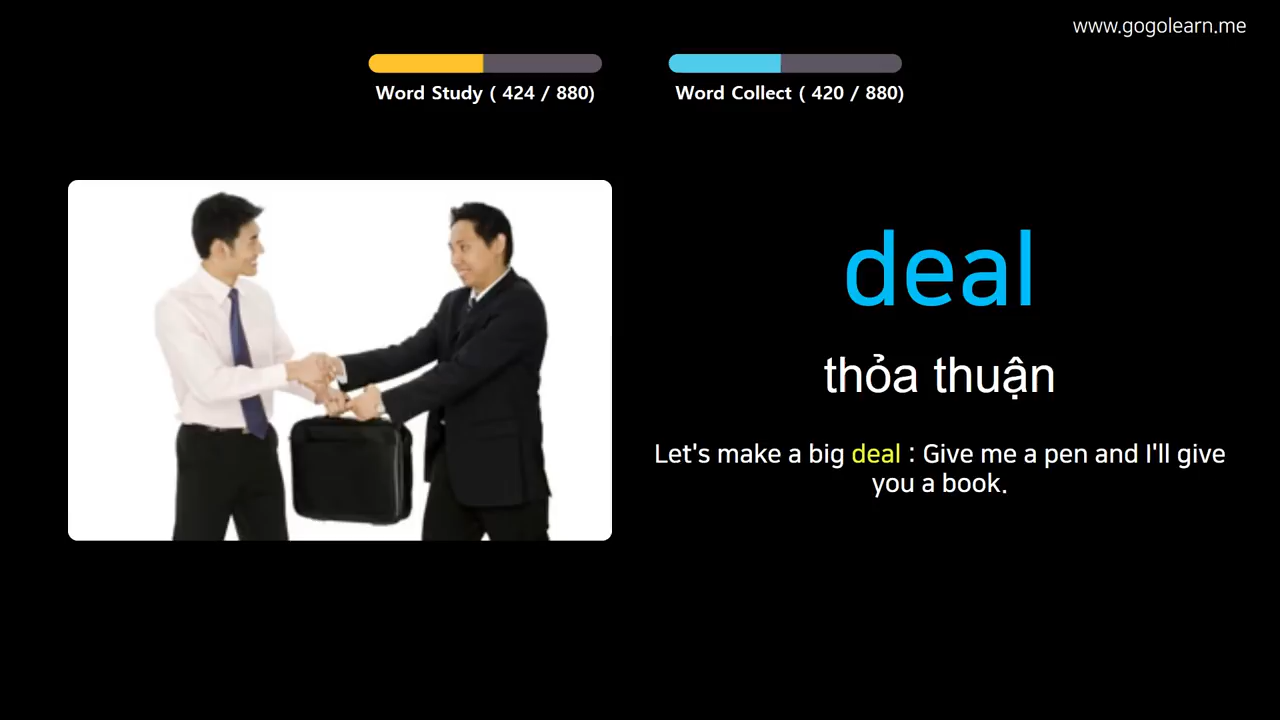 www.gogolearn.me
Word Study ( 424 / 880)
Word Collect ( 420 / 880)
deal
thỏa thuận
Let's make a big deal : Give me a pen and I'll give
you a book.